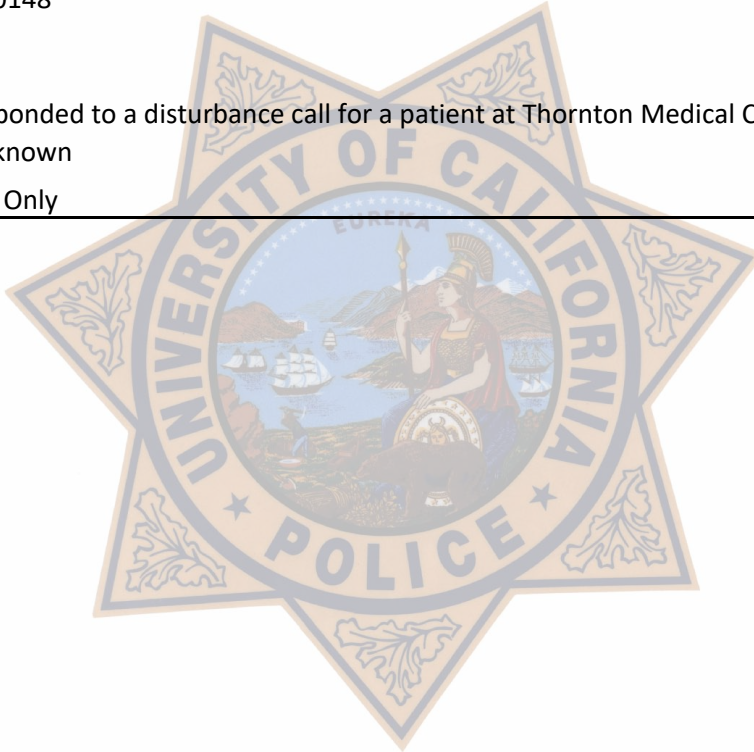 0148
ponded to a disturbance call for a patient at Thornton Medical C
known
Only
UNIVERSITY OF CALIFORNIA
EUREKA
POLICE